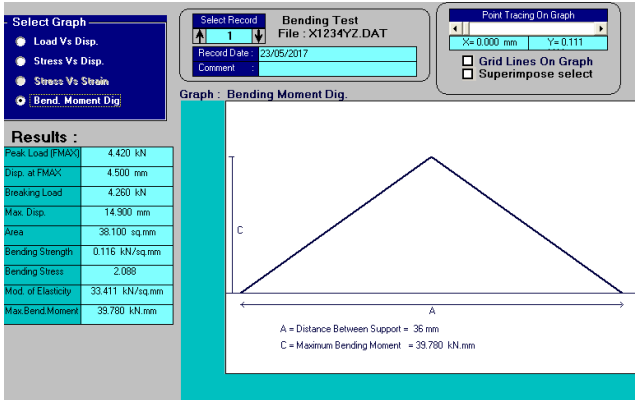 Select Graph
Load Vs Disp.
Stress Vs Disp.
Stress Vs Strain
Bend. Moment Dig
Select Record
1
Bending Test
File : X1234YZ.DAT
Record Date : 23/05/2017
Comment :
Point Tracing On Graph
X= 0.000 mm Y= 0.111
Grid Lines On Graph
Superimpose select
Results :
Peak Load (FMAX) 4.420 kN
Disp. at FMAX 4.500 mm
Breaking Load 4.260 kN
Max. Disp. 14.900 mm
Area 38.100 sq.mm
Bending Strength 0.116 kN/sq.mm
Bending Stress 2.088
Mod. of Elasticity 33.411 kN/sq.mm
Max.Bend.Moment 39.780 kN.mm
Graph : Bending Moment Dig.
C
A
A = Distance Between Support = 36 mm
C = Maximum Bending Moment = 39.780 kN.mm